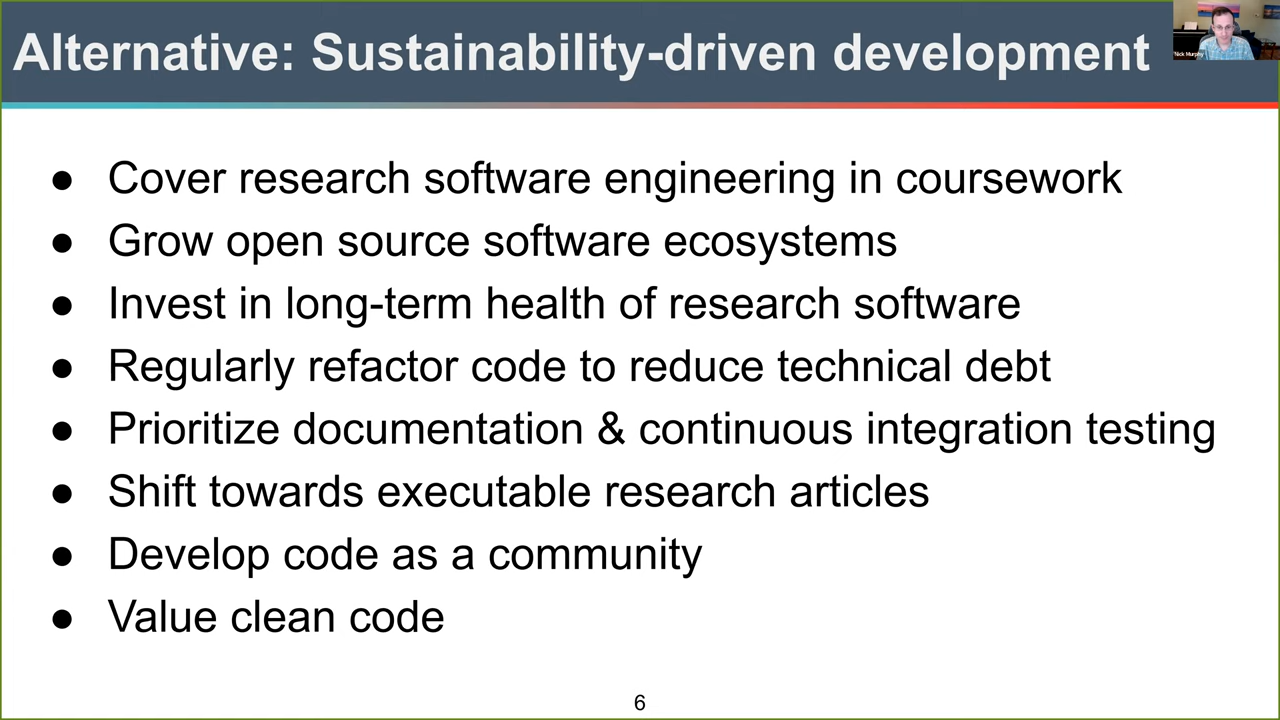 Alternative: Sustainability-driven development
Nick Murphy
● Cover research software engineering in coursework
● Grow open source software ecosystems
● Invest in long-term health of research software
● Regularly refactor code to reduce technical debt
● Prioritize documentation & continuous integration testing
● Shift towards executable research articles
● Develop code as a community
● Value clean code
6